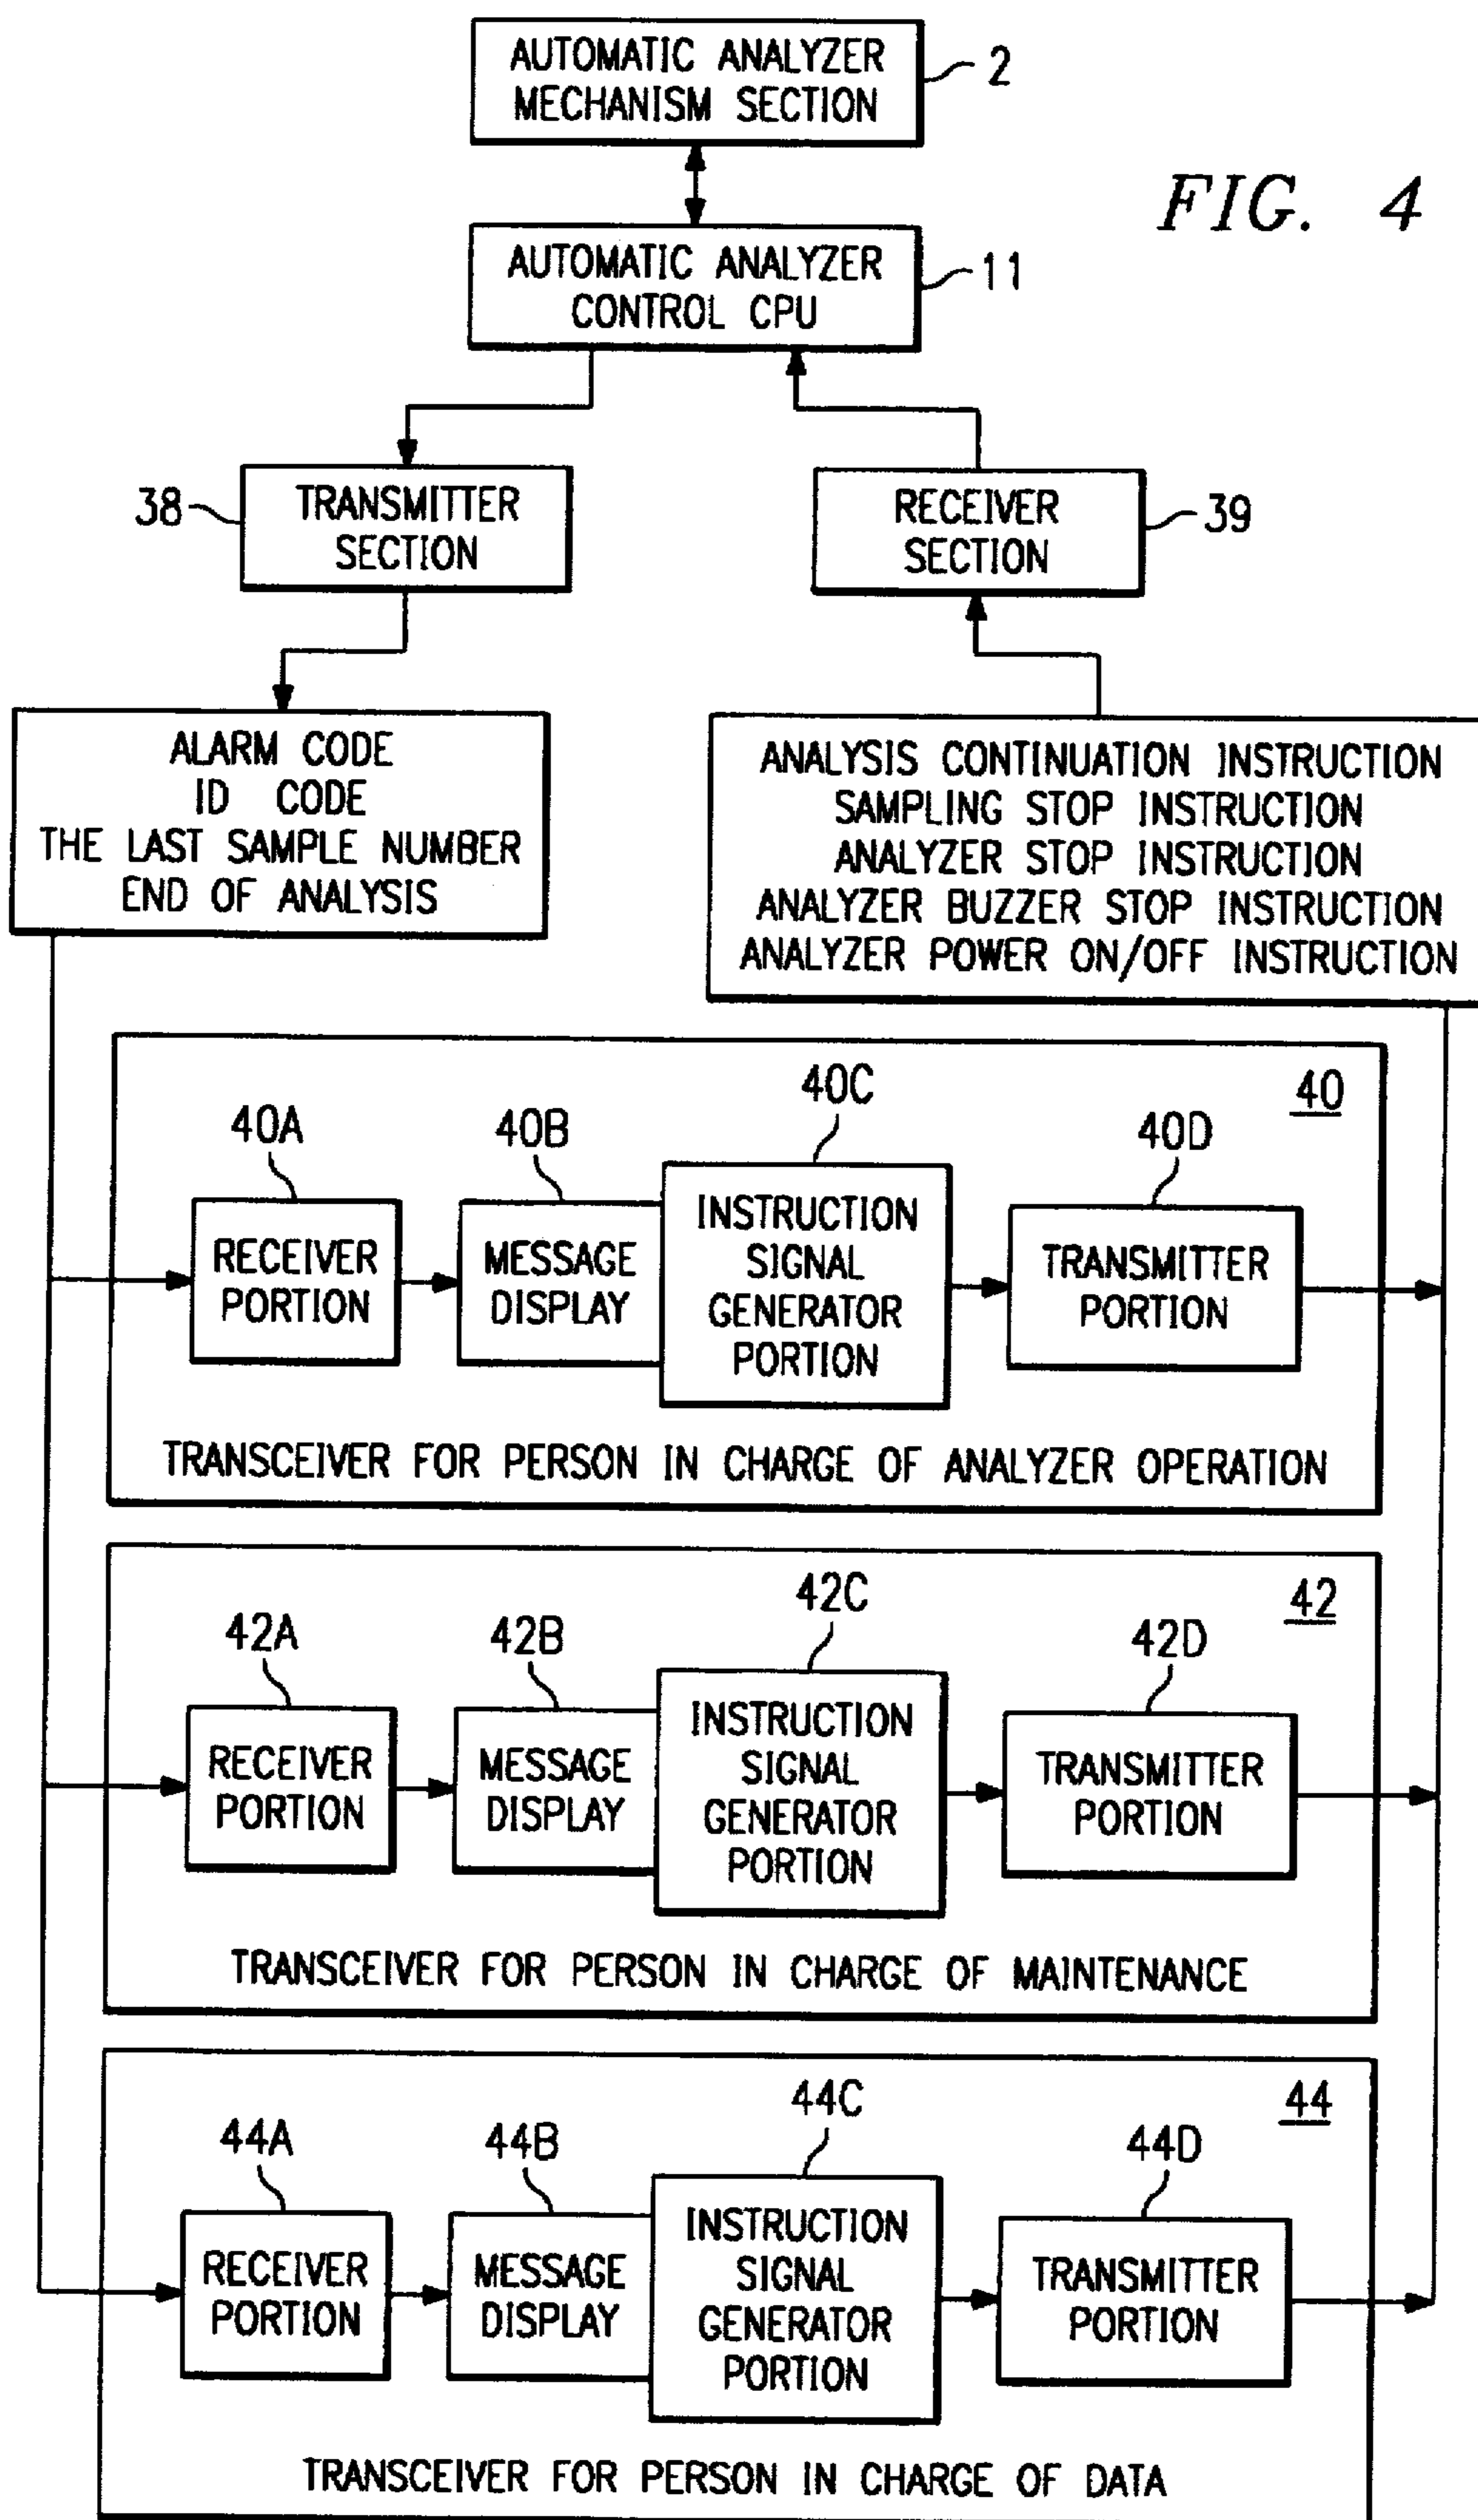 AUTOMATIC ANALYZER
MECHANISM SECTION
2
FIG. 4
AUTOMATIC ANALYZER
CONTROL CPU
11
38
TRANSMITTER
SECTION
RECEIVER
SECTION
39
ALARM CODE
ID CODE
THE LAST SAMPLE NUMBER
END OF ANALYSIS
ANALYSIS CONTINUATION INSTRUCTION
SAMPLING STOP INSTRUCTION
ANALYZER STOP INSTRUCTION
ANALYZER BUZZER STOP INSTRUCTION
ANALYZER POWER ON/OFF INSTRUCTION
40
40A
40B
40C
40D
RECEIVER
PORTION
MESSAGE
DISPLAY
INSTRUCTION
SIGNAL
GENERATOR
PORTION
TRANSMITTER
PORTION
TRANSCEIVER FOR PERSON IN CHARGE OF ANALYZER OPERATION
42
42A
42B
42C
42D
RECEIVER
PORTION
MESSAGE
DISPLAY
INSTRUCTION
SIGNAL
GENERATOR
PORTION
TRANSMITTER
PORTION
TRANSCEIVER FOR PERSON IN CHARGE OF MAINTENANCE
44
44A
44B
44C
44D
RECEIVER
PORTION
MESSAGE
DISPLAY
INSTRUCTION
SIGNAL
GENERATOR
PORTION
TRANSMITTER
PORTION
TRANSCEIVER FOR PERSON IN CHARGE OF DATA